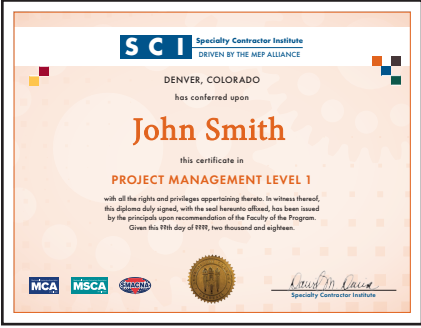 SCI
Specialty Contractor Institute
DRIVEN BY THE MEP ALLIANCE
DENVER, COLORADO
has conferred upon
John Smith
this certificate in
PROJECT MANAGEMENT LEVEL 1
with all the rights and privileges appertaining thereto. In witness thereof,
this diploma duly signed, with the seal hereunto affixed, has been issued
by the principals upon recommendation of the Faculty of the Program.
Given this ??th day of ????, two thousand and eighteen.
MCA
MSCA
SMACNA
Specialty Contractor Institute